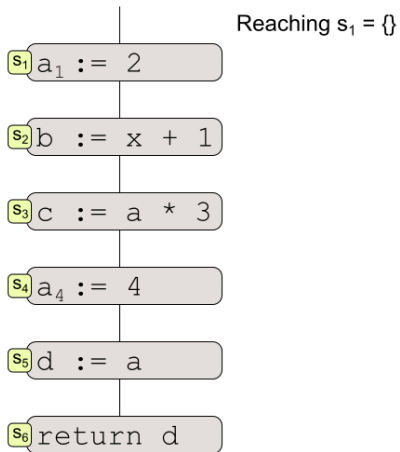 Reaching s₁ = {}
s₁ a₁ := 2
s₂ b := x + 1
s₃ c := a * 3
s₄ a₄ := 4
s₅ d := a
s₆ return d